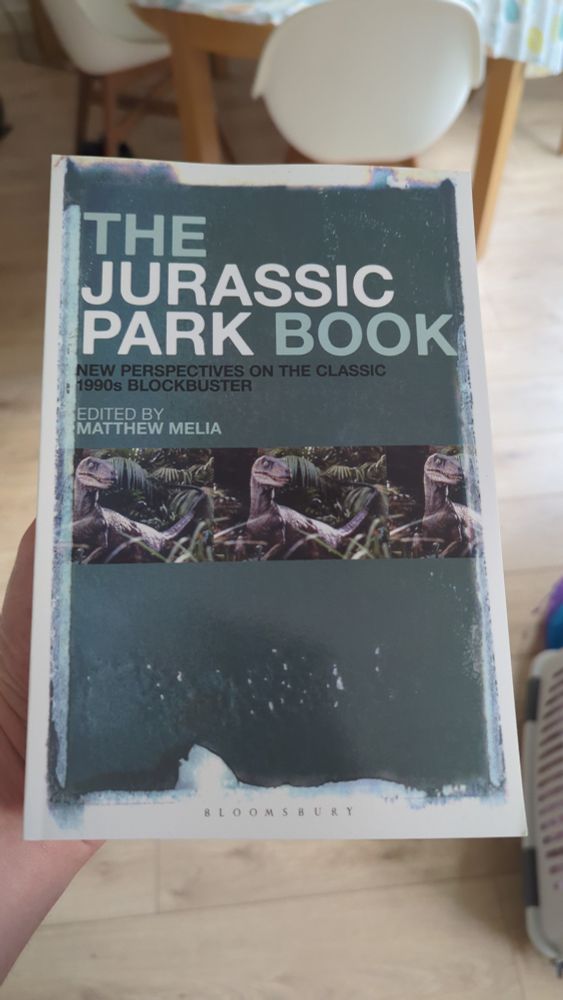 THE
JURASSIC
PARK BOOK
NEW PERSPECTIVES ON THE CLASSIC
1990s BLOCKBUSTER
EDITED BY
MATTHEW MELIA
BLOOMSBURY